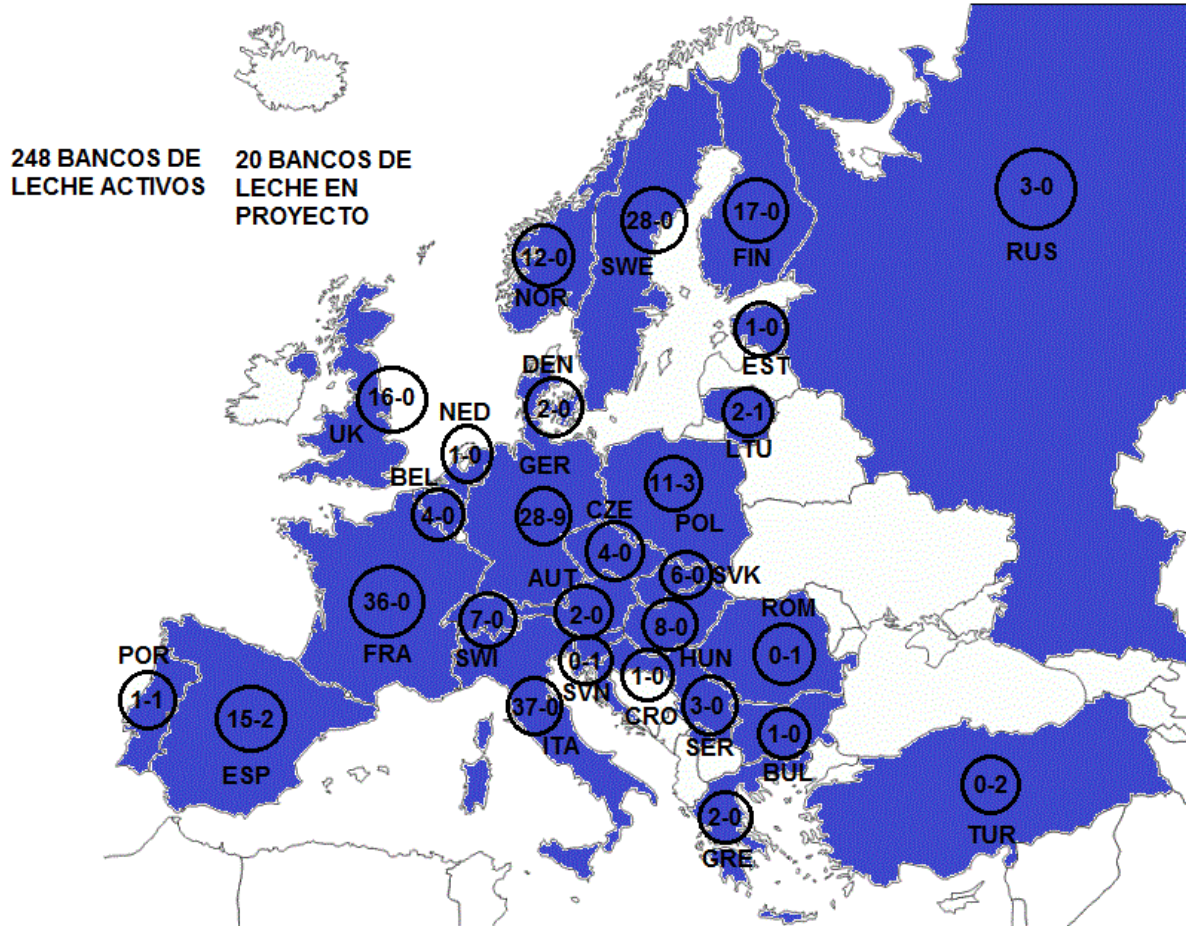 248 BANCOS DE
LECHE ACTIVOS
20 BANCOS DE
LECHE EN
PROYECTO
3-0
RUS
28-0
SWE
17-0
FIN
12-0
NOR
1-0
EST
DEN
2-0
2-1
LTU
16-0
UK
NED
1-0
BEL
4-0
GER
28-9
11-3
POL
CZE
4-0
6-0
SVK
AUT
2-0
36-0
FRA
7-0
SWI
8-0
HUN
ROM
0-1
0-1
SVN
1-0
CRO
POR
1-1
15-2
ESP
37-0
ITA
3-0
SER
1-0
BUL
2-0
GRE
0-2
TUR